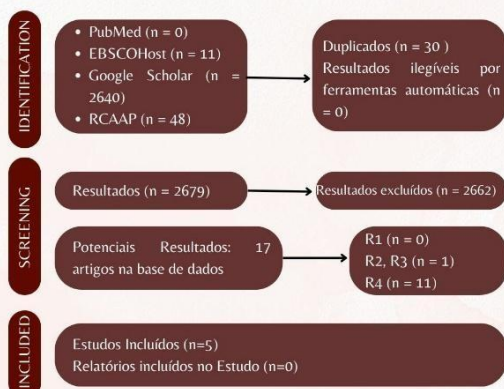 IDENTIFICATION
• PubMed (n = 0)
• EBSCOHost (n = 11)
• Google Scholar (n =
2640)
• RCAAP (n = 48)
Duplicados (n = 30 )
Resultados ilegíveis por
ferramentas automáticas (n
= 0)
SCREENING
Resultados (n = 2679)
Resultados excluídos (n = 2662)
Potenciais Resultados: 17
artigos na base de dados
R1 (n = 0)
R2, R3 (n = 1)
R4 (n = 11)
INCLUDED
Estudos Incluídos (n=5)
Relatórios incluídos no Estudo (n=0)